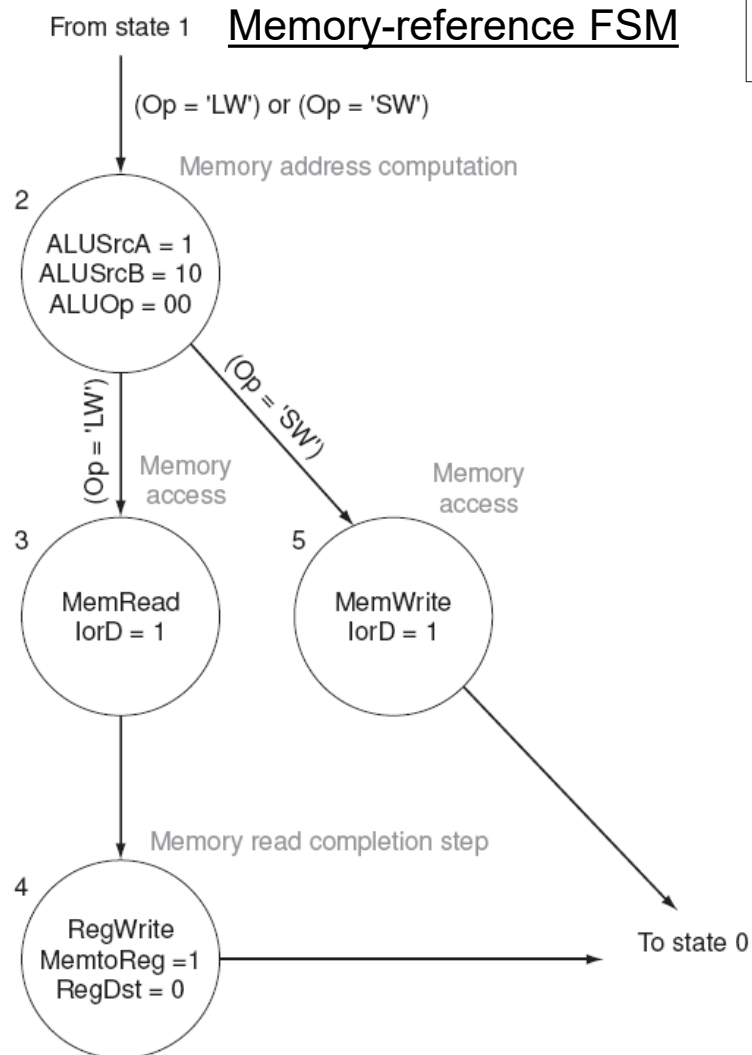 From state 1
Memory-reference FSM
(Op = 'LW') or (Op = 'SW')
Memory address computation
2
ALUSrcA = 1
ALUSrcB = 10
ALUOp = 00
(Op = 'LW')
(Op = 'SW')
Memory
access
Memory
access
3
MemRead
IorD = 1
5
MemWrite
IorD = 1
Memory read completion step
4
RegWrite
MemtoReg =1
RegDst = 0
To state 0